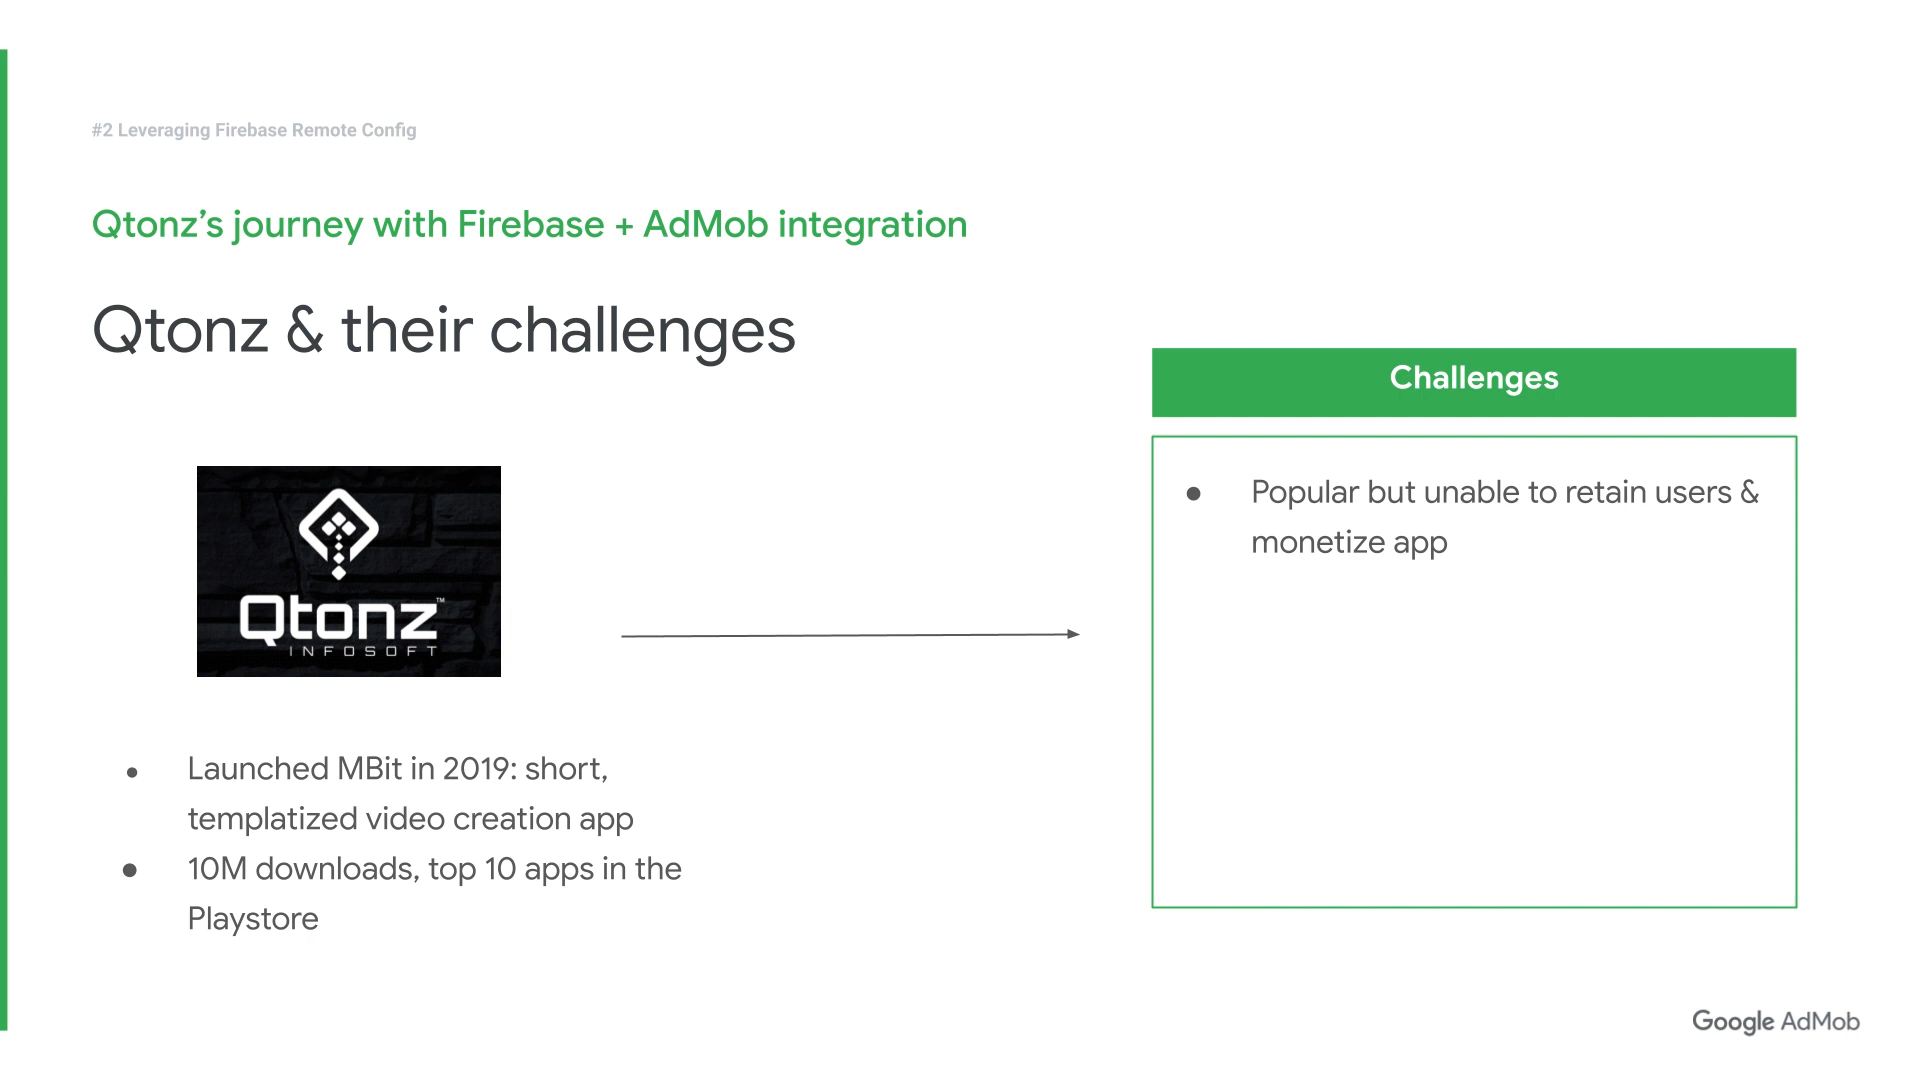 #2 Leveraging Firebase Remote Config
Qtonz’s journey with Firebase + AdMob integration
Qtonz & their challenges
Qtonz™
INFOSOFT
● Launched MBit in 2019: short,
templatized video creation app
● 10M downloads, top 10 apps in the
Playstore
Challenges
● Popular but unable to retain users &
monetize app
Google AdMob